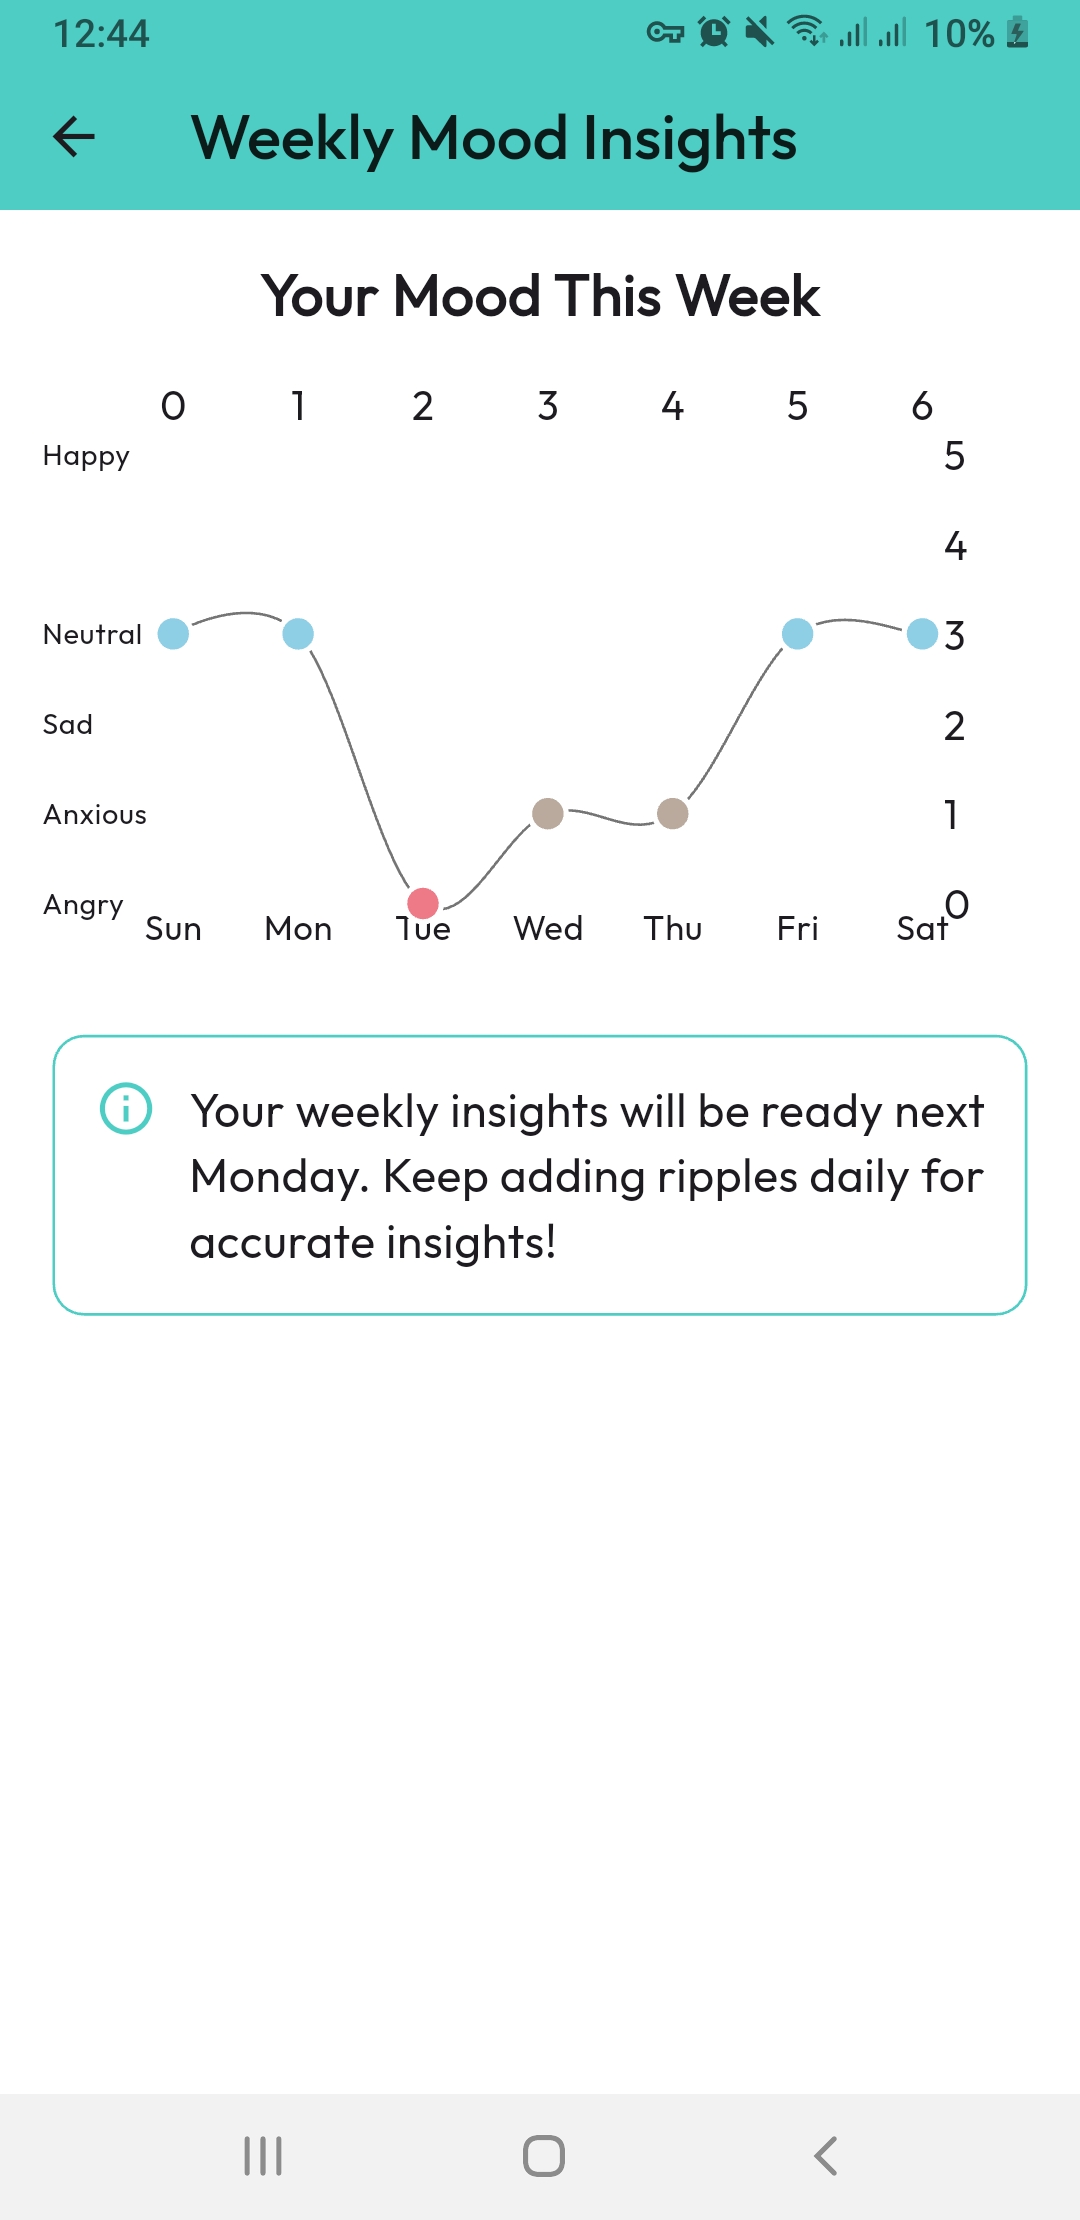 12:44 10%
Weekly Mood Insights
Your Mood This Week
0 1 2 3 4 5 6
Happy 5
4
Neutral 3
Sad 2
Anxious 1
Angry 0
Sun Mon Tue Wed Thu Fri Sat
Your weekly insights will be ready next
Monday. Keep adding ripples daily for
accurate insights!